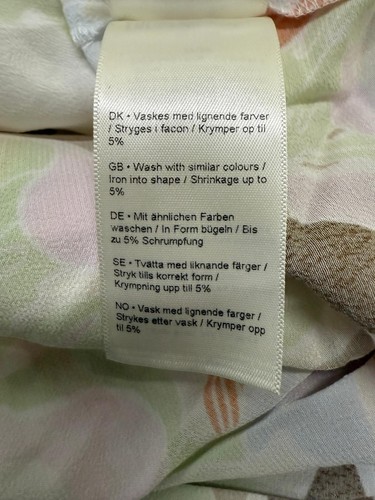 DK • Vaskes med lignende farver
/ Stryges i facon / Krymper op til
5%
GB • Wash with similar colours /
Iron into shape / Shrinkage up to
5%
DE • Mit ähnlichen Farben
waschen / In Form bügeln / Bis
zu 5% Schrumpfung
SE • Tvätta med liknande färger /
Stryk tills korrekt form /
Krympning upp till 5%
NO • Vask med lignende farger /
Strykes etter vask / Krymper opp
til 5%